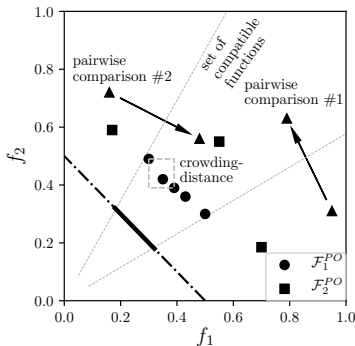 1.0
0.8
0.6
0.4
0.2
0.0
0.0
0.2
0.4
0.6
0.8
1.0
f₂
f₁
pairwise
comparison #2
set of
compatible
functions
pairwise
comparison #1
crowding-
distance
ℱ₁ᴾᴼ
ℱ₂ᴾᴼ